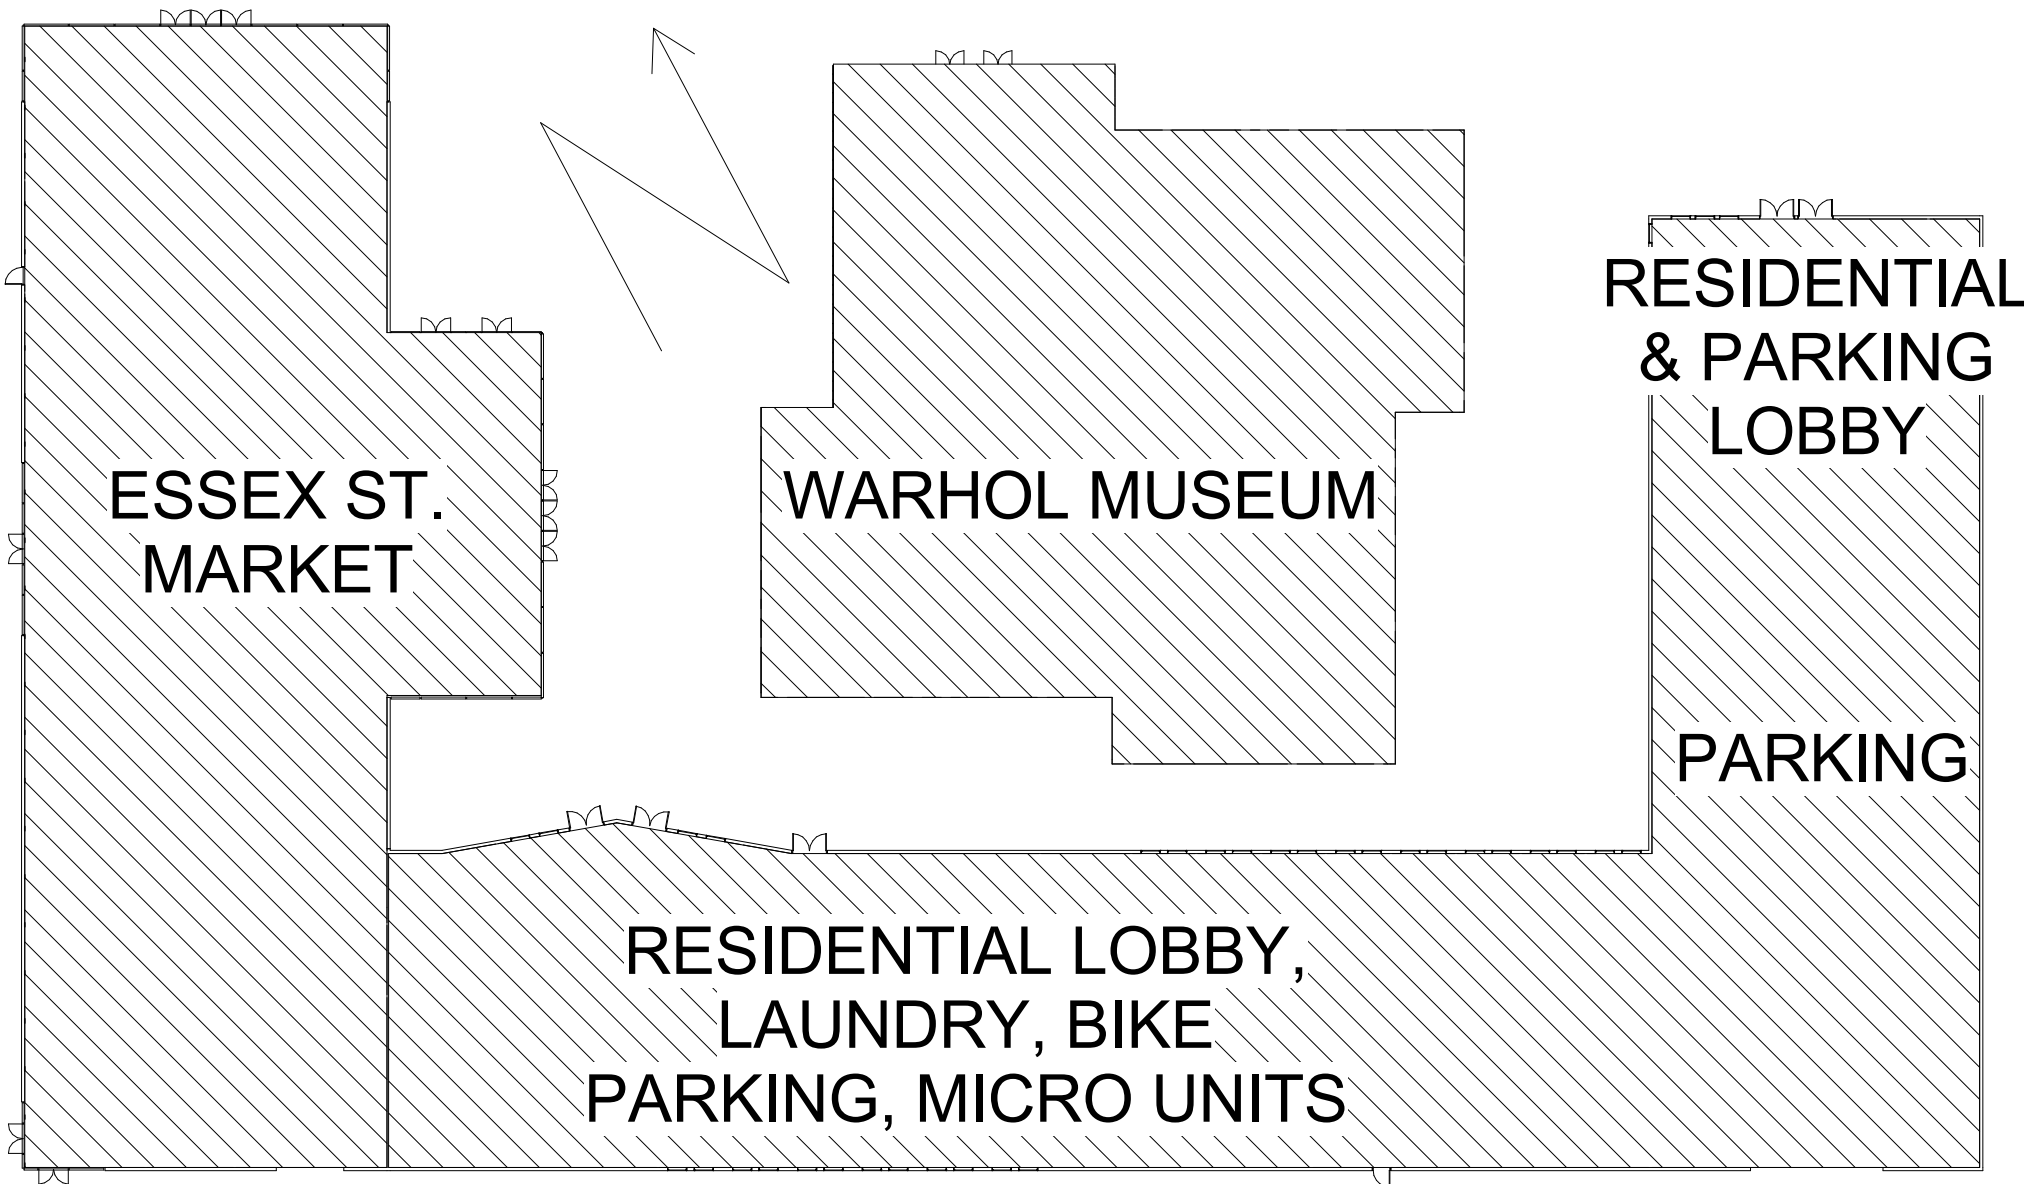 ESSEX ST.
MARKET
WARHOL MUSEUM
RESIDENTIAL
& PARKING
LOBBY
PARKING
RESIDENTIAL LOBBY,
LAUNDRY, BIKE
PARKING, MICRO UNITS